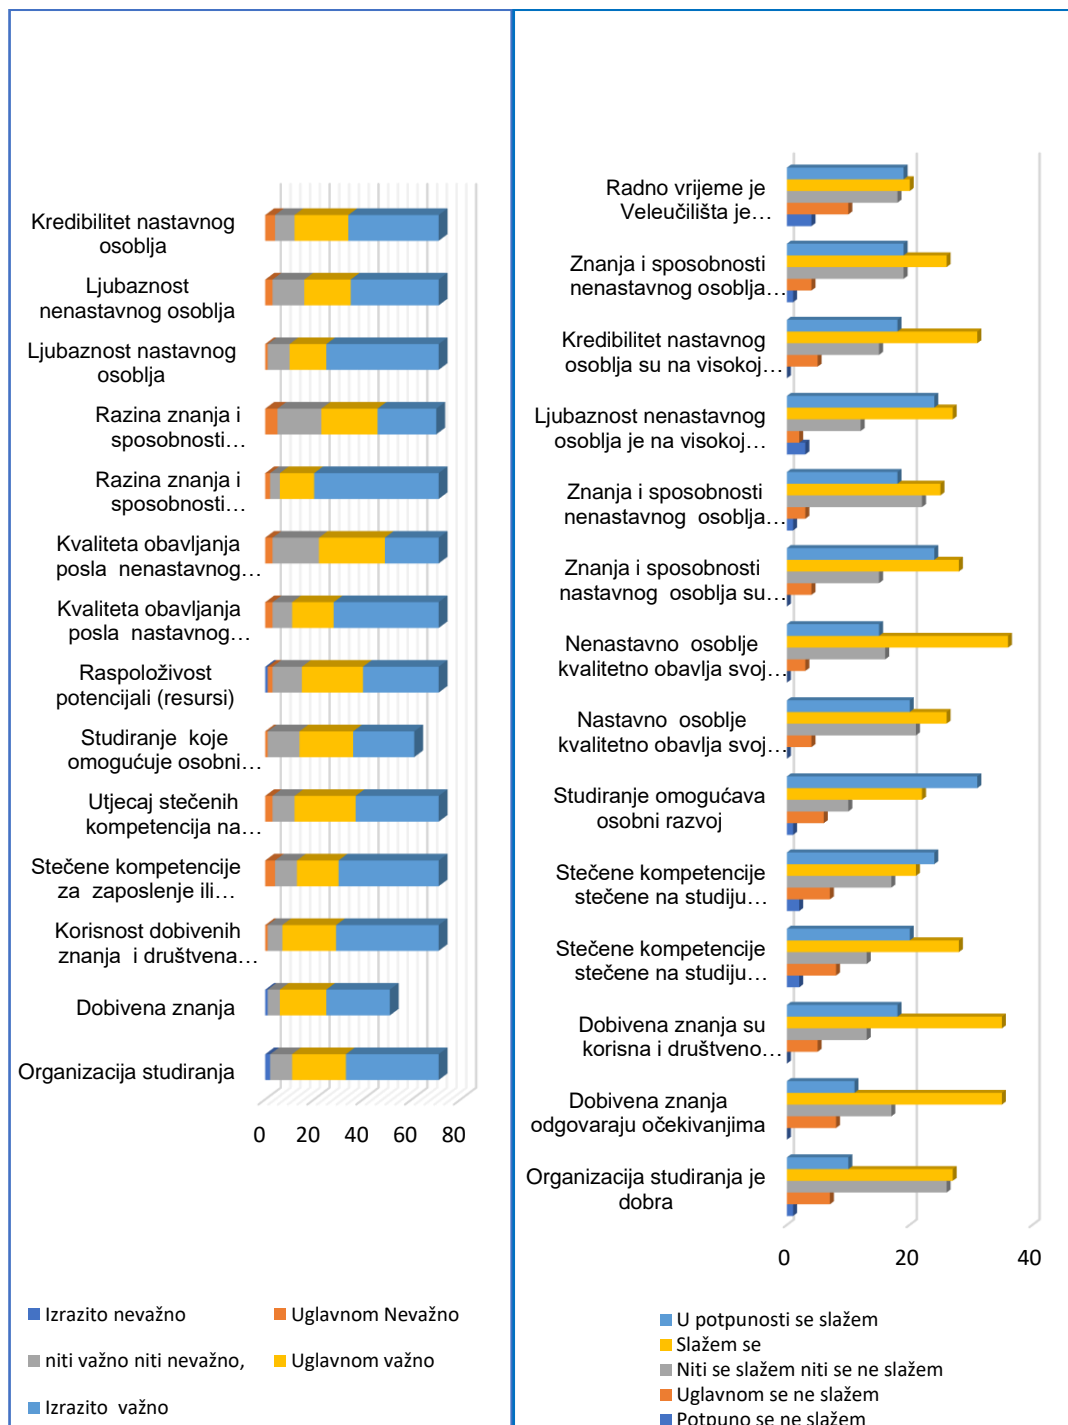 Kredibilitet nastavnog
osoblja
Ljubaznost
nenastavnog osoblja
Ljubaznost nastavnog
osoblja
Razina znanja i
sposobnosti…
Razina znanja i
sposobnosti…
Kvaliteta obavljanja
posla nenastavnog…
Kvaliteta obavljanja
posla nastavnog…
Raspoloživost
potencijali (resursi)
Studiranje koje
omogućuje osobni…
Utjecaj stečenih
kompetencija na…
Stečene kompetencije
za zaposlenje ili…
Korisnost dobivenih
znanja i društvena…
Dobivena znanja
Organizacija studiranja
0 20 40 60 80
Izrazito nevažno
Uglavnom Nevažno
niti važno niti nevažno,
Uglavnom važno
Izrazito važno
Radno vrijeme je
Veleučilišta je…
Znanja i sposobnosti
nenastavnog osoblja…
Kredibilitet nastavnog
osoblja su na visokoj…
Ljubaznost nenastavnog
osoblja je na visokoj…
Znanja i sposobnosti
nenastavnog osoblja…
Znanja i sposobnosti
nastavnog osoblja su…
Nenastavno osoblje
kvalitetno obavlja svoj…
Nastavno osoblje
kvalitetno obavlja svoj…
Studiranje omogućava
osobni razvoj
Stečene kompetencije
stečene na studiju…
Stečene kompetencije
stečene na studiju…
Dobivena znanja su
korisna i društveno…
Dobivena znanja
odgovaraju očekivanjima
Organizacija studiranja je
dobra
0 20 40
U potpunosti se slažem
Slažem se
Niti se slažem niti se ne slažem
Uglavnom se ne slažem
Potpuno se ne slažem